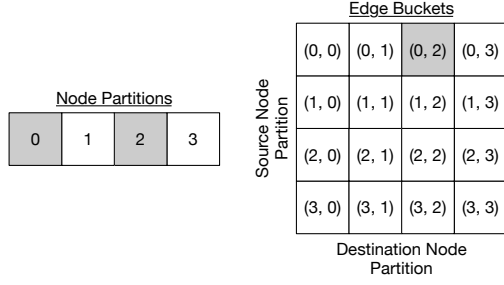 Node Partitions
0 1 2 3
Edge Buckets
Source Node
Partition
(0, 0) (0, 1) (0, 2) (0, 3)
(1, 0) (1, 1) (1, 2) (1, 3)
(2, 0) (2, 1) (2, 2) (2, 3)
(3, 0) (3, 1) (3, 2) (3, 3)
Destination Node
Partition